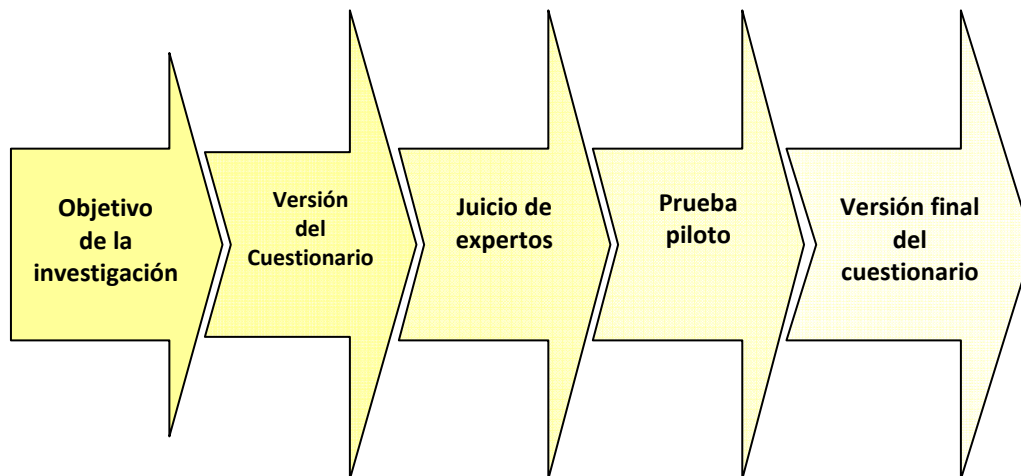 Objetivo
de la
investigación
Versión
del
Cuestionario
Juicio de
expertos
Prueba
piloto
Versión final
del
cuestionario